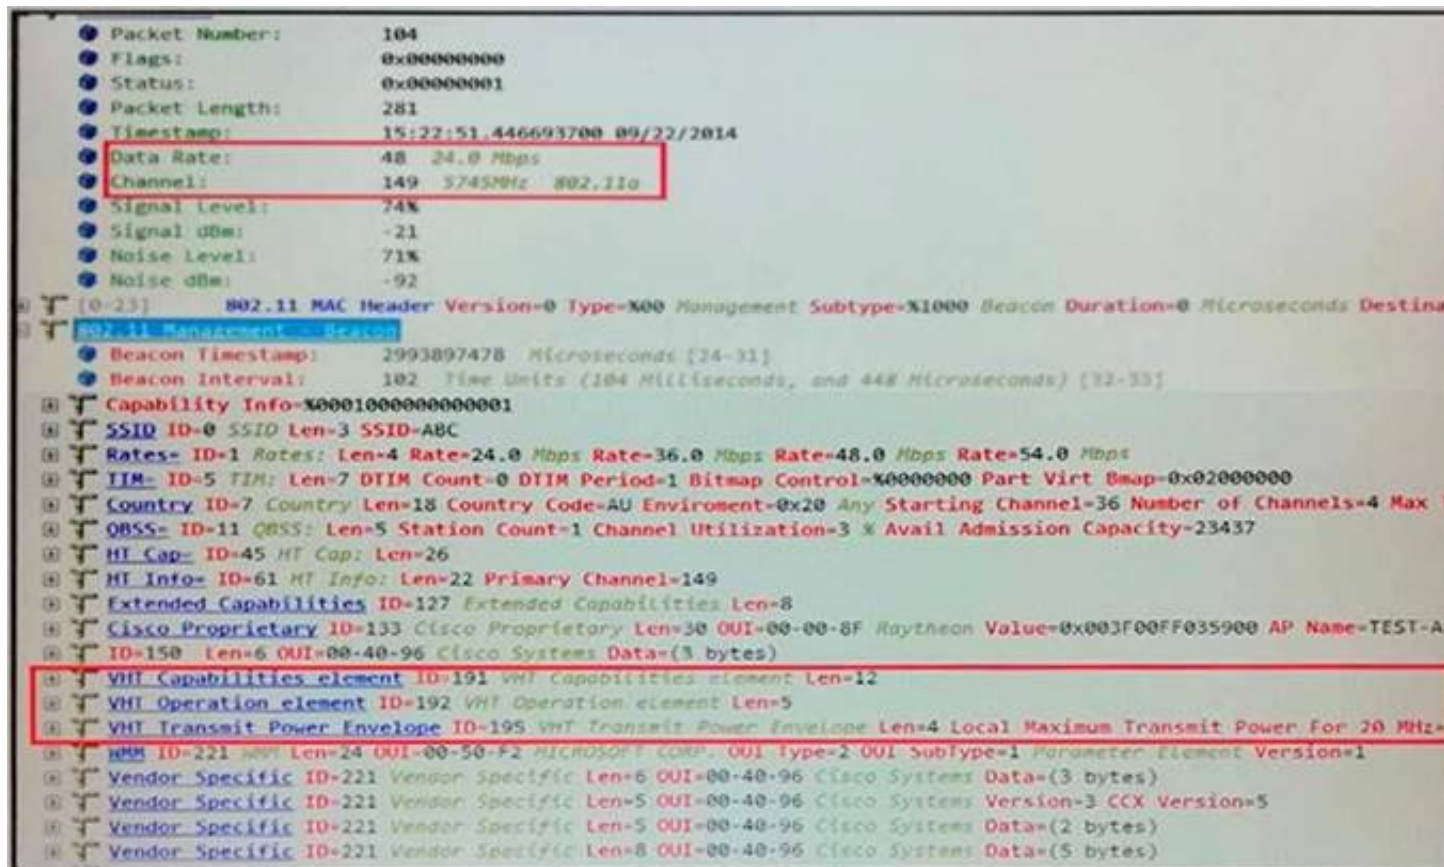 Packet Number: 104
Flags: 0x00000000
Status: 0x00000001
Packet Length: 281
Timestamp: 15:22:51.446693700 09/22/2014
Data Rate: 48 24.0 Mbps
Channel: 149 5745MHz 802.11a
Signal Level: 74%
Signal dBm: -21
Noise Level: 71%
Noise dBm: -92
[0-23] 802.11 MAC Header Version=0 Type=%00 Management Subtype=%1000 Beacon Duration=0 Microseconds Destina
802.11 Management - Beacon
Beacon Timestamp: 2993897478 Microseconds [24-31]
Beacon Interval: 102 Time Units (104 Milliseconds, and 448 Microseconds) [32-33]
Capability Info=%0001000000000001
SSID ID=0 SSID Len=3 SSID=ABC
Rates= ID=1 Rates: Len=4 Rate=24.0 Mbps Rate=36.0 Mbps Rate=48.0 Mbps Rate=54.0 Mbps
TIM= ID=5 TIM: Len=7 DTIM Count=0 DTIM Period=1 Bitmap Control=%0000000 Part Virt Bmap=0x02000000
Country ID=7 Country Len=18 Country Code=AU Enviroment=0x20 Any Starting Channel=36 Number of Channels=4 Max
QBSS= ID=11 QBSS: Len=5 Station Count=1 Channel Utilization=3 % Avail Admission Capacity=23437
HT Cap= ID=45 HT Cap: Len=26
HT Info= ID=61 HT Info: Len=22 Primary Channel=149
Extended Capabilities ID=127 Extended Capabilities Len=8
Cisco Proprietary ID=133 Cisco Proprietary Len=30 OUI=00-00-8F Raytheon Value=0x003F00FF035900 AP Name=TEST-A
ID=150 Len=6 OUI=00-40-96 Cisco Systems Data=(3 bytes)
VHT Capabilities element ID=191 VHT Capabilities element Len=12
VHT Operation element ID=192 VHT Operation element Len=5
VHT Transmit Power Envelope ID=195 VHT Transmit Power Envelope Len=4 Local Maximum Transmit Power For 20 MHz=
WMM ID=221 WMM Len=24 OUI=00-50-F2 MICROSOFT CORP. OUI Type=2 OUI SubType=1 Parameter Element Version=1
Vendor Specific ID=221 Vendor Specific Len=6 OUI=00-40-96 Cisco Systems Data=(3 bytes)
Vendor Specific ID=221 Vendor Specific Len=5 OUI=00-40-96 Cisco Systems Version=3 CCX Version=5
Vendor Specific ID=221 Vendor Specific Len=5 OUI=00-40-96 Cisco Systems Data=(2 bytes)
Vendor Specific ID=221 Vendor Specific Len=8 OUI=00-40-96 Cisco Systems Data=(5 bytes)